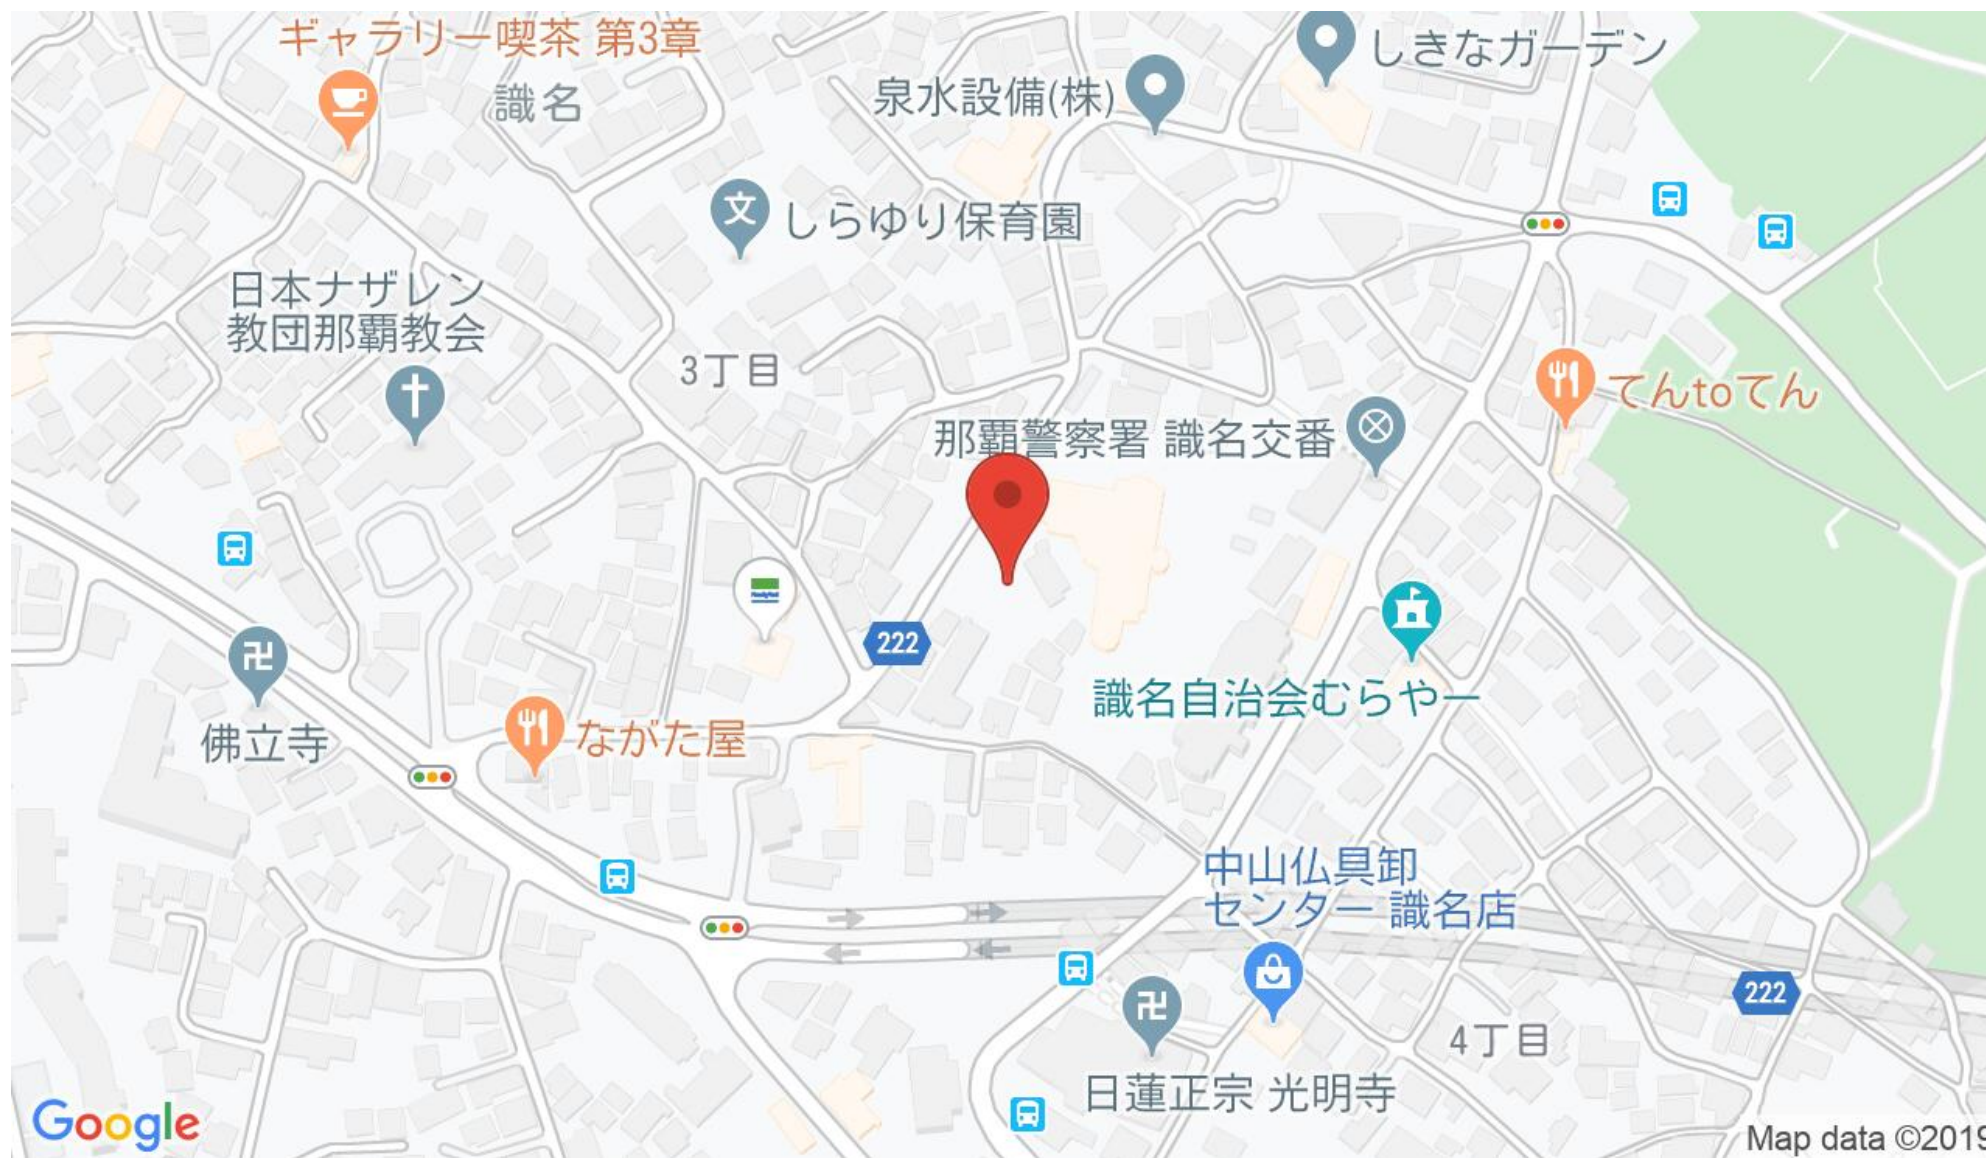 ギャラリー喫茶 第3章
識名
泉水設備(株)
しきなガーデン
文
しらゆり保育園
日本ナザレン
教団那覇教会
3丁目
てんtoてん
那覇警察署 識名交番
222
識名自治会むらやー
卍
佛立寺
ながた屋
中山仏具卸
センター 識名店
222
卍
4丁目
日蓮正宗 光明寺
Google
Map data ©2019